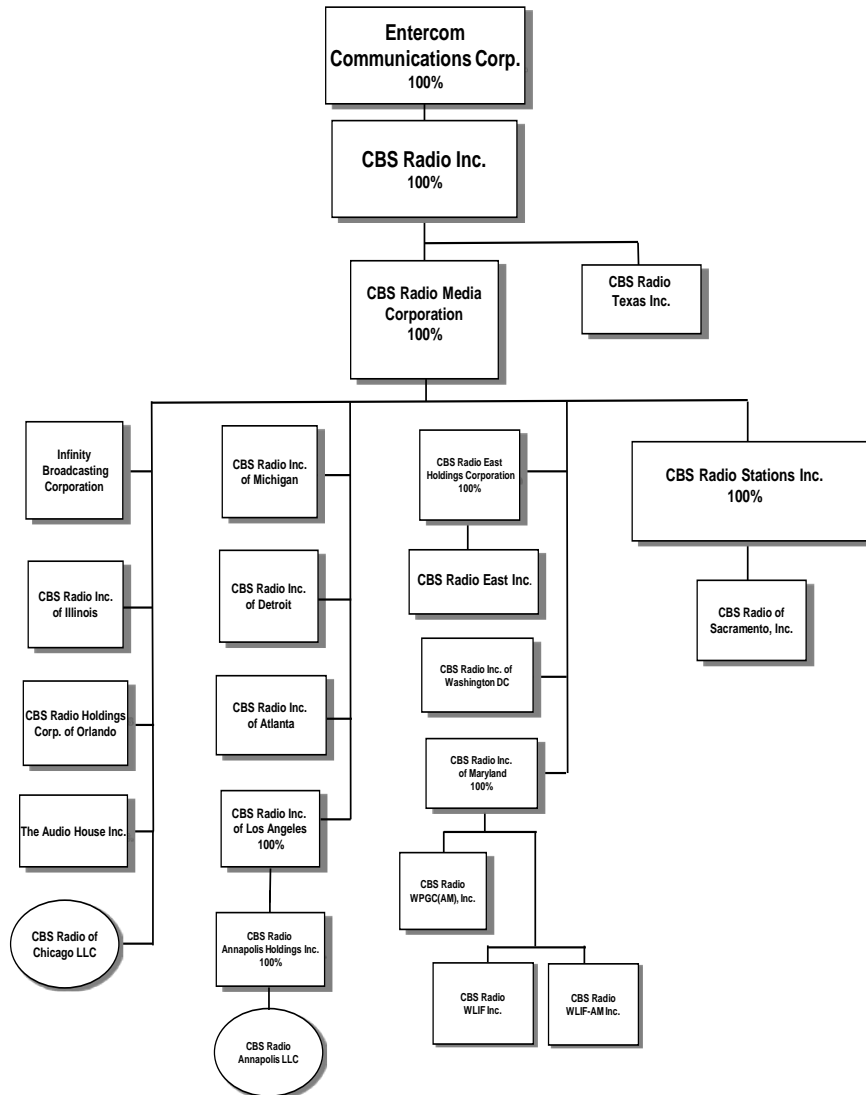 Entercom
Communications Corp.
100%
CBS Radio Inc.
100%
CBS Radio Media
Corporation
100%
CBS Radio
Texas Inc.
Infinity
Broadcasting
Corporation
CBS Radio Inc.
of Illinois
CBS Radio Holdings
Corp. of Orlando
The Audio House Inc.
CBS Radio of
Chicago LLC
CBS Radio Inc.
of Michigan
CBS Radio Inc.
of Detroit
CBS Radio Inc.
of Atlanta
CBS Radio Inc.
of Los Angeles
100%
CBS Radio
Annapolis Holdings Inc.
100%
CBS Radio
Annapolis LLC
CBS Radio East
Holdings Corporation
100%
CBS Radio East Inc.
CBS Radio Inc. of
Washington DC
CBS Radio Inc.
of Maryland
100%
CBS Radio
WPGC(AM), Inc.
CBS Radio
WLIF Inc.
CBS Radio
WLIF-AM Inc.
CBS Radio Stations Inc.
100%
CBS Radio of
Sacramento, Inc.